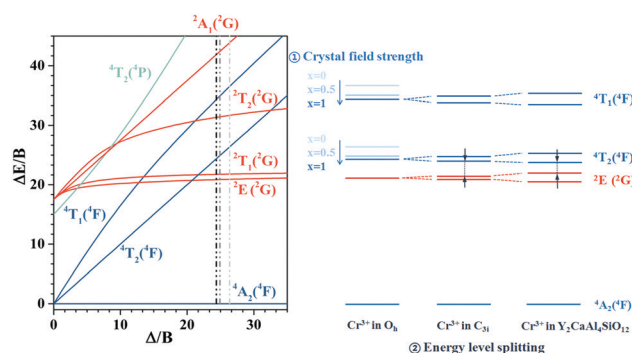 ²A₁(²G)
⁴T₂(⁴P)
²T₂(²G)
²T₁(²G)
²E (²G)
⁴T₁(⁴F)
⁴T₂(⁴F)
⁴A₂(⁴F)
ΔE/B
40
30
20
10
0
0 10 20 30
Δ/B
① Crystal field strength
x=0
x=0.5
x=1
⁴T₁(⁴F)
x=0
x=0.5
x=1
⁴T₂(⁴F)
²E (²G)
⁴A₂(⁴F)
Cr³⁺ in Oₕ Cr³⁺ in C₃ᵢ Cr³⁺ in Y₂CaAl₄SiO₁₂
② Energy level splitting